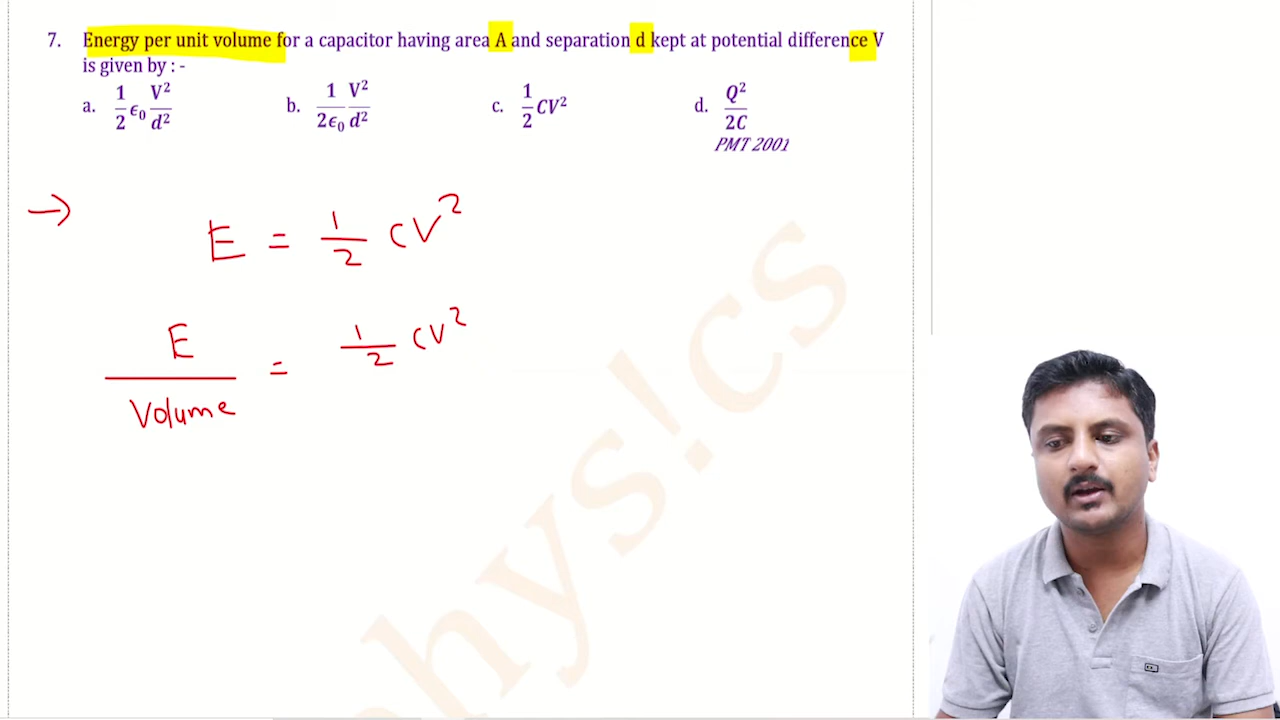 7. Energy per unit volume for a capacitor having area A and separation d kept at potential difference V
is given by : -
a. 1/2 ϵ₀ V²/d² b. 1/2ϵ₀ V²/d² c. 1/2 CV² d. Q²/2C
PMT 2001
→ E = 1/2 CV²
E/Volume = 1/2 CV²
phys!cs